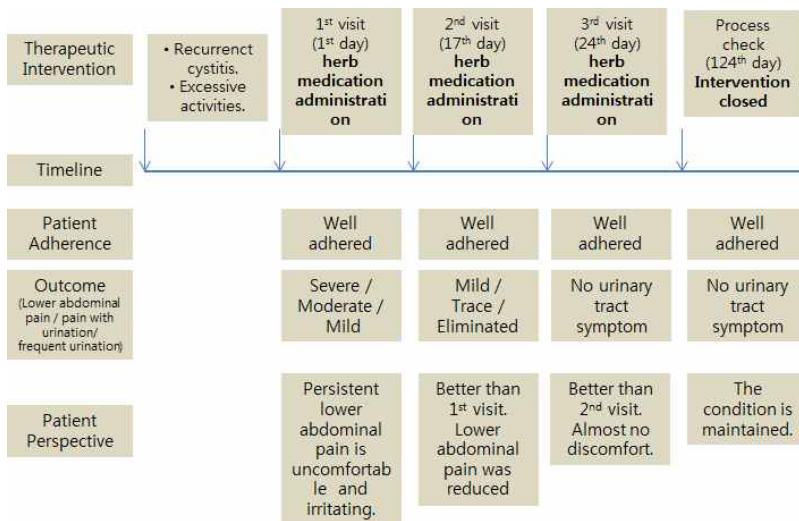 Therapeutic
Intervention
• Recurrenct
cystitis.
• Excessive
activities.
1st visit
(1st day)
herb
medication
administrati
on
2nd visit
(17th day)
herb
medication
administrati
on
3rd visit
(24th day)
herb
medication
administrati
on
Process
check
(124th day)
Intervention
closed
Timeline
Patient
Adherence
Well
adhered
Well
adhered
Well
adhered
Well
adhered
Outcome
(Lower abdominal
pain / pain with
urination/
frequent urination)
Severe /
Moderate /
Mild
Mild /
Trace /
Eliminated
No urinary
tract
symptom
No urinary
tract
symptom
Patient
Perspective
Persistent
lower
abdominal
pain is
uncomfortab
le and
irritating.
Better than
1st visit.
Lower
abdominal
pain was
reduced
Better than
2nd visit.
Almost no
discomfort.
The
condition is
maintained.